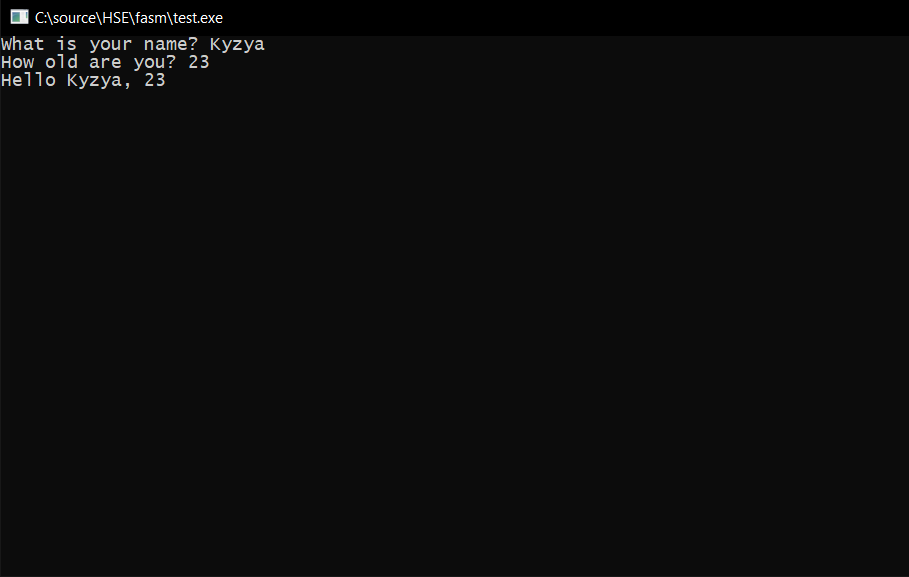 C:\source\HSE\fasm\test.exe
What is your name? Kyzya
How old are you? 23
Hello Kyzya, 23